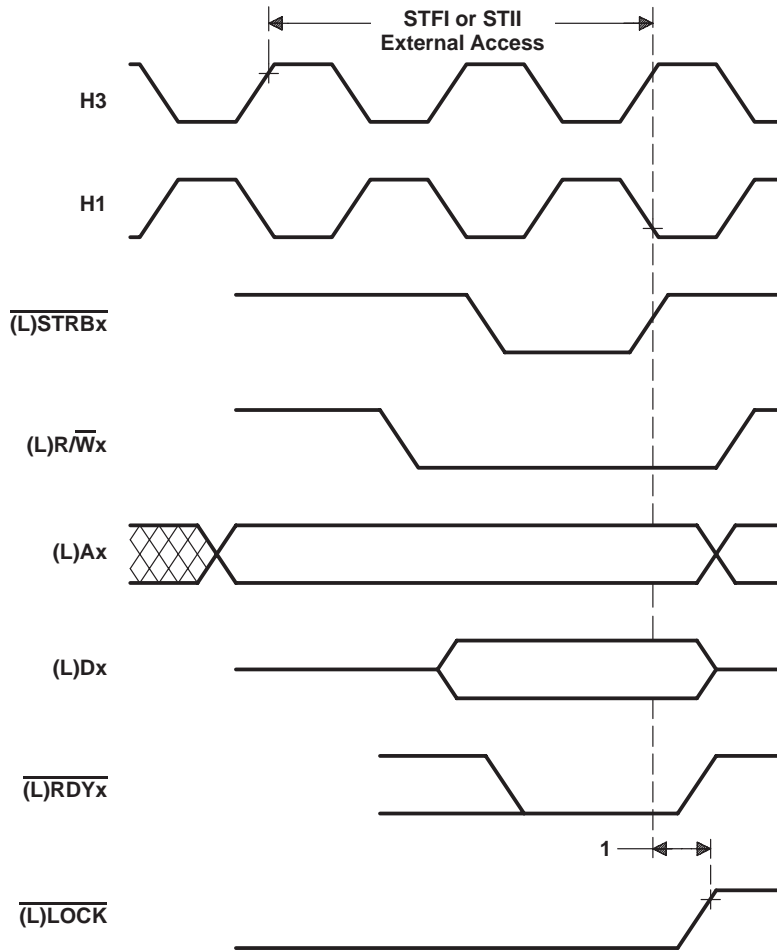 STFI or STII
External Access
H3
H1
(L)STRBx
(L)R/Wx
(L)Ax
(L)Dx
(L)RDYx
1
(L)LOCK